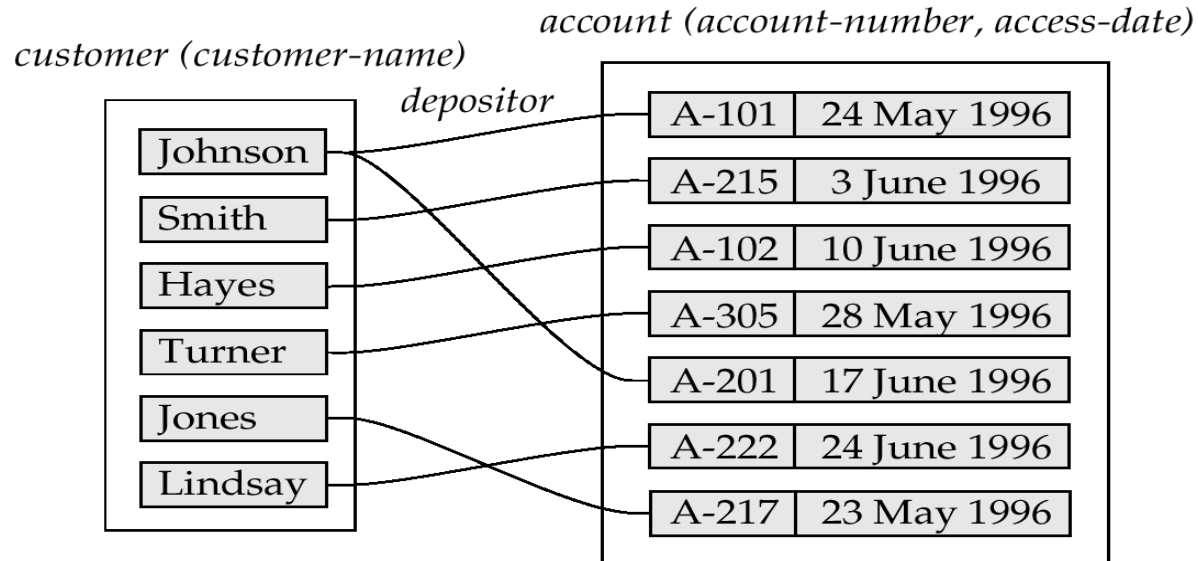 account (account-number, access-date)
customer (customer-name)
depositor
Johnson
Smith
Hayes
Turner
Jones
Lindsay
A-101 24 May 1996
A-215 3 June 1996
A-102 10 June 1996
A-305 28 May 1996
A-201 17 June 1996
A-222 24 June 1996
A-217 23 May 1996